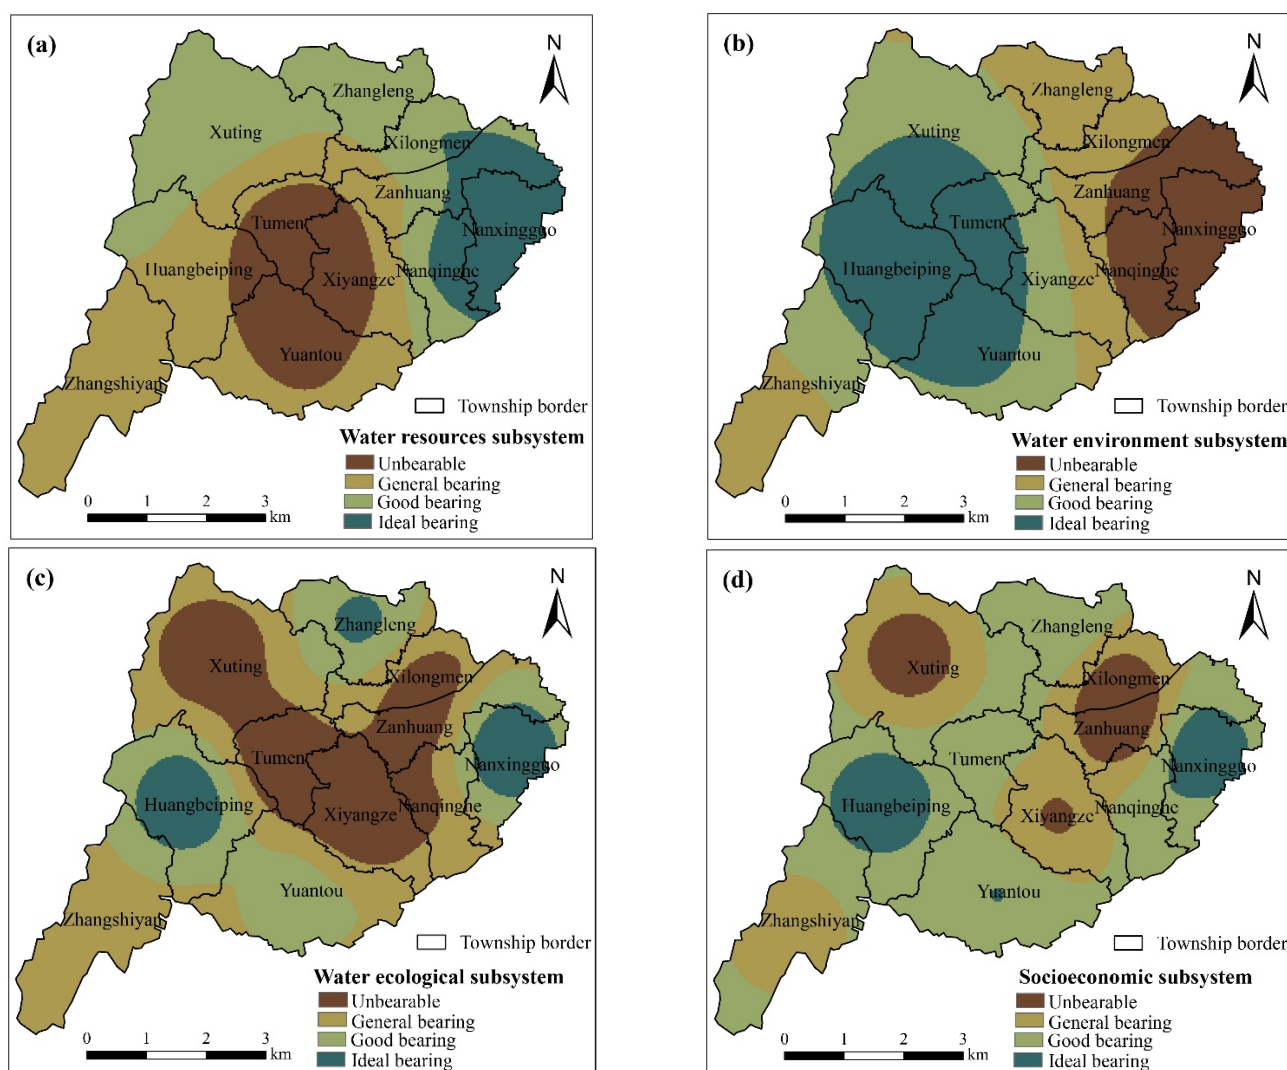 (a)
N
Zhangleng
Xuting
Xilongmen
Zanhuang
Tumen
Nanxingguo
Huangbeiping
Xiyangze
Nanqinghe
Yuantou
Zhangshiyan
Township border
Water resources subsystem
Unbearable
General bearing
Good bearing
Ideal bearing
0 1 2 3
km
(b)
N
Zhangleng
Xuting
Xilongmen
Zanhuang
Tumen
Nanxingguo
Huangbeiping
Xiyangze
Nanqinghe
Yuantou
Zhangshiyan
Township border
Water environment subsystem
Unbearable
General bearing
Good bearing
Ideal bearing
0 1 2 3
km
(c)
N
Zhangleng
Xuting
Xilongmen
Zanhuang
Tumen
Nanxingguo
Huangbeiping
Xiyangze
Nanqinghe
Yuantou
Zhangshiyan
Township border
Water ecological subsystem
Unbearable
General bearing
Good bearing
Ideal bearing
0 1 2 3
km
(d)
N
Zhangleng
Xuting
Xilongmen
Zanhuang
Tumen
Nanxingguo
Huangbeiping
Xiyangze
Nanqinghe
Yuantou
Zhangshiyan
Township border
Socioeconomic subsystem
Unbearable
General bearing
Good bearing
Ideal bearing
0 1 2 3
km